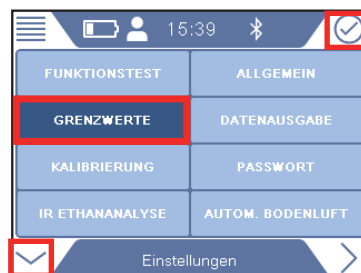 15:39
FUNKTIONSTEST
ALLGEMEIN
GRENZWERTE
DATENAUSGABE
KALIBRIERUNG
PASSWORT
IR ETHANANALYSE
AUTOM. BODENLUFT
Einstellungen